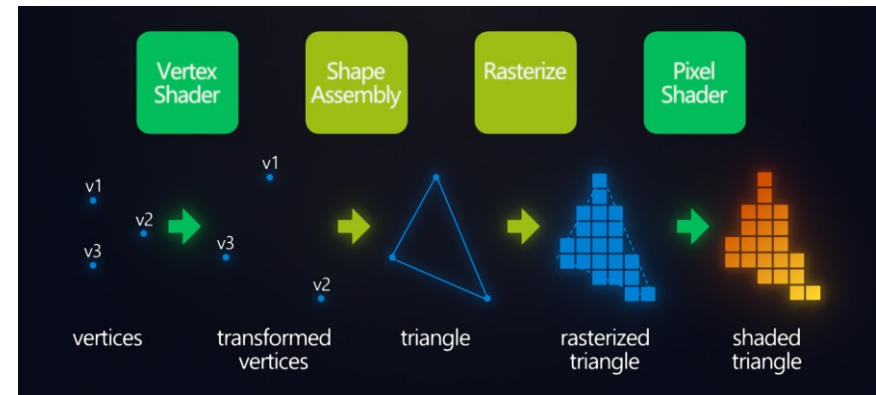 Vertex
Shader
Shape
Assembly
Rasterize
Pixel
Shader
v1
v2
v3
v1
v3
v2
vertices
transformed
vertices
triangle
rasterized
triangle
shaded
triangle